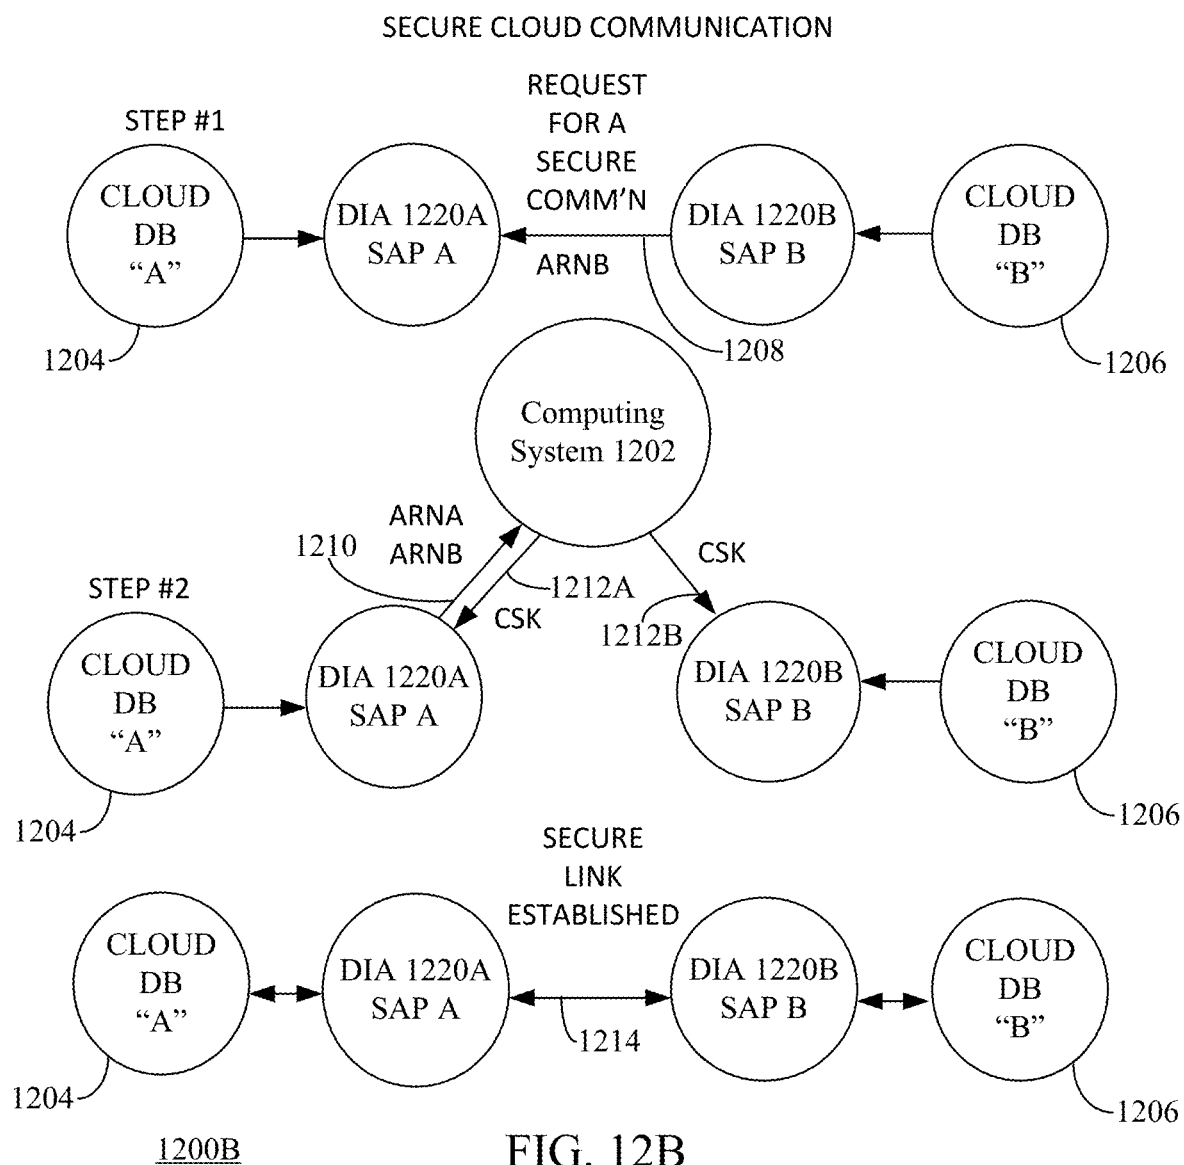 SECURE CLOUD COMMUNICATION
STEP #1
REQUEST
FOR A
SECURE
COMM'N
CLOUD
DB
“A”
DIA 1220A
SAP A
ARNB
DIA 1220B
SAP B
CLOUD
DB
“B”
1204
1208
1206
Computing
System 1202
ARNA
ARNB
1210
CSK
1212A
CSK
1212B
STEP #2
CLOUD
DB
“A”
DIA 1220A
SAP A
DIA 1220B
SAP B
CLOUD
DB
“B”
1204
1206
SECURE
LINK
ESTABLISHED
CLOUD
DB
“A”
DIA 1220A
SAP A
DIA 1220B
SAP B
CLOUD
DB
“B”
1214
1204
1206
1200B
FIG. 12B